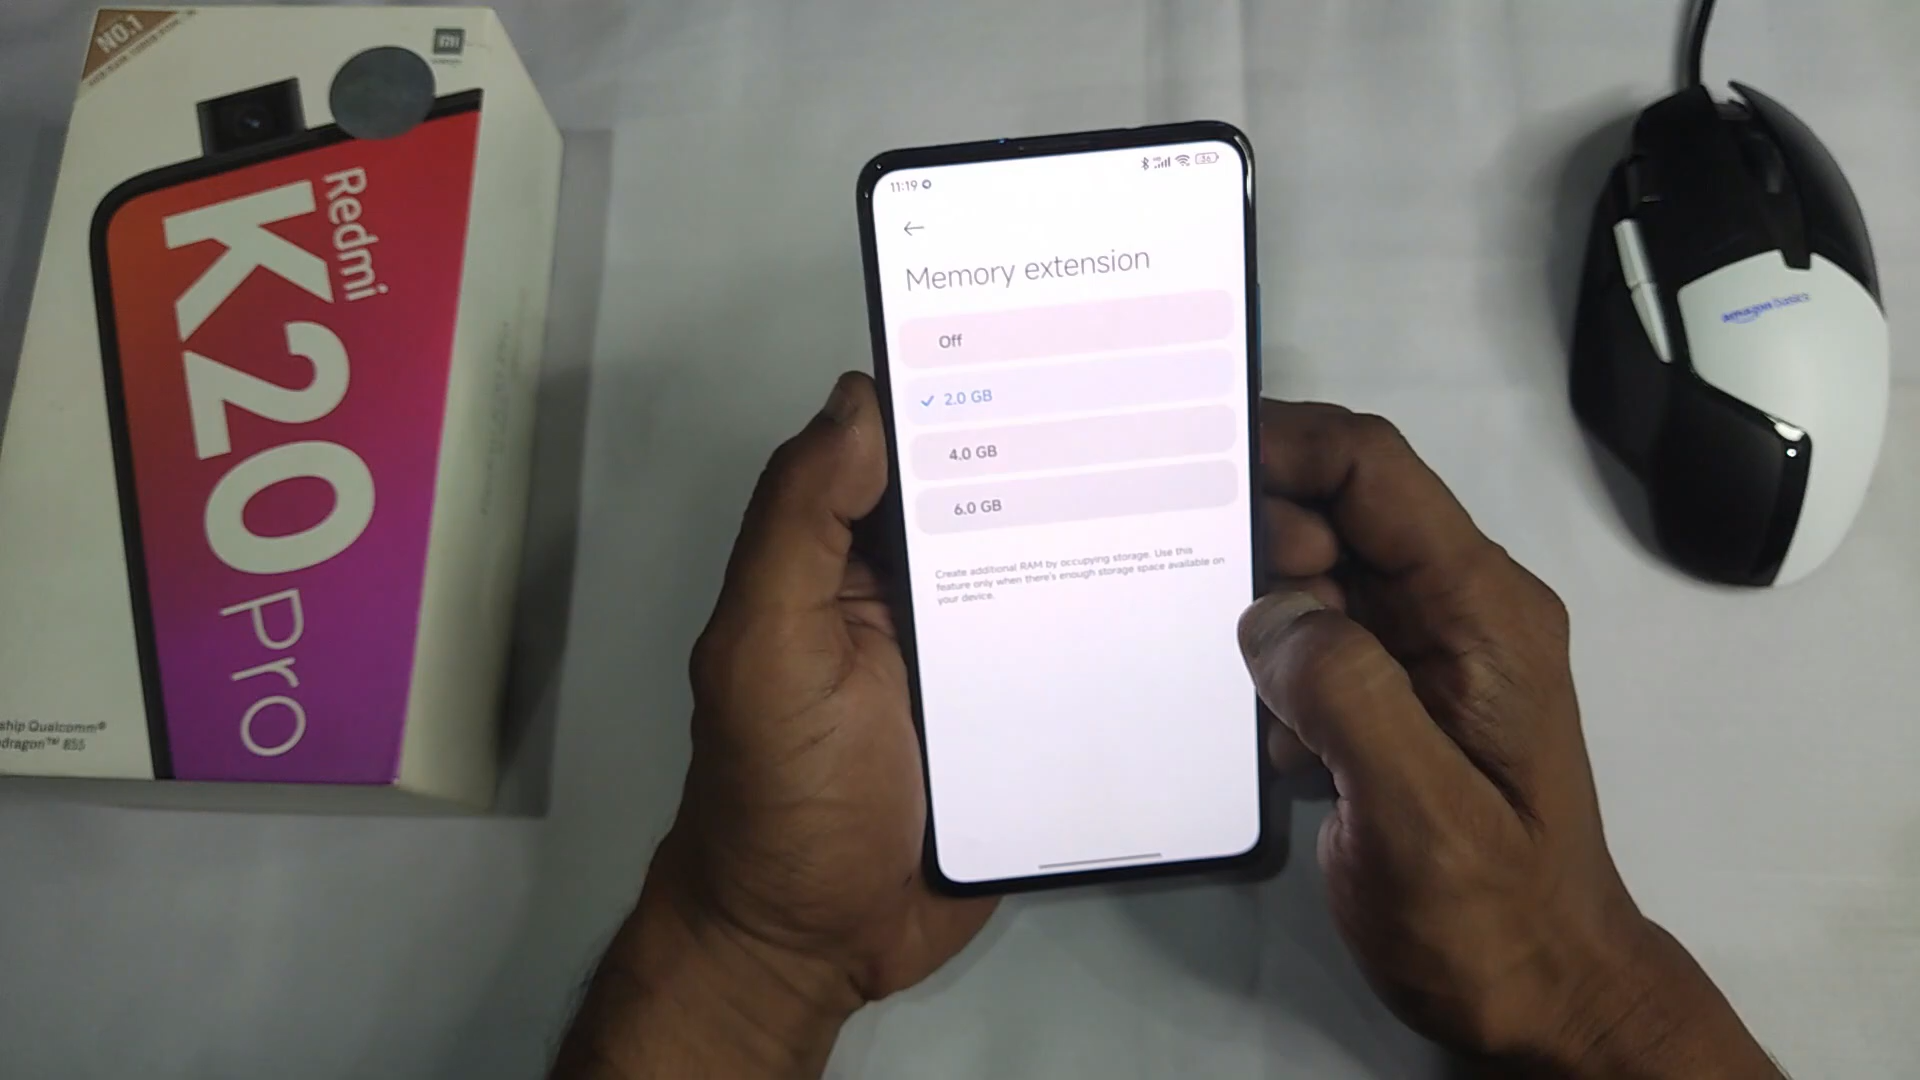 NO.1
mi
Redmi
K20 Pro
ship Qualcomm®
dragon™ 855
11:19
36
Memory extension
Off
2.0 GB
4.0 GB
6.0 GB
Create additional RAM by occupying storage. Use this
feature only when there's enough storage space available on
your device.
amazon basics